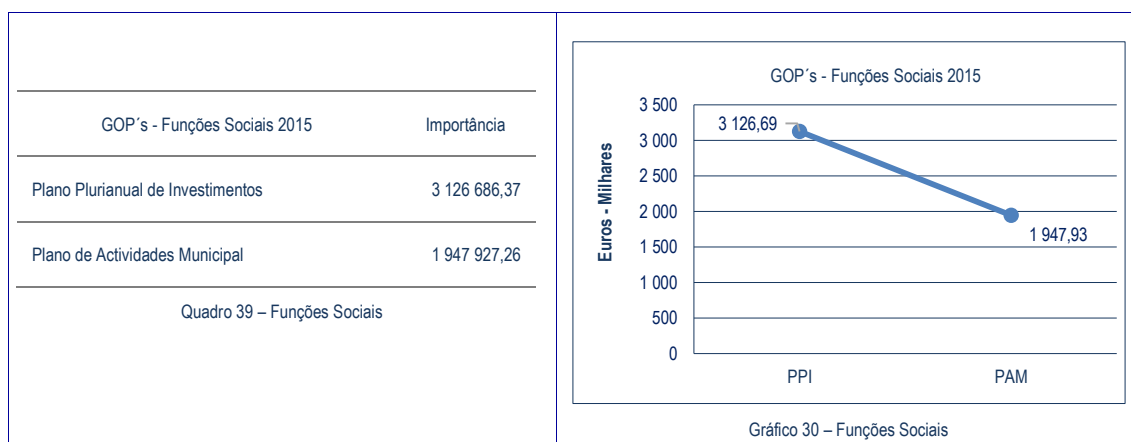 GOP´s - Funções Sociais 2015 Importância
Plano Plurianual de Investimentos 3 126 686,37
Plano de Actividades Municipal 1 947 927,26
Quadro 39 – Funções Sociais
GOP´s - Funções Sociais 2015
Euros - Milhares
3 500
3 000
2 500
2 000
1 500
1 000
500
0
3 126,69
1 947,93
PPI PAM
Gráfico 30 – Funções Sociais